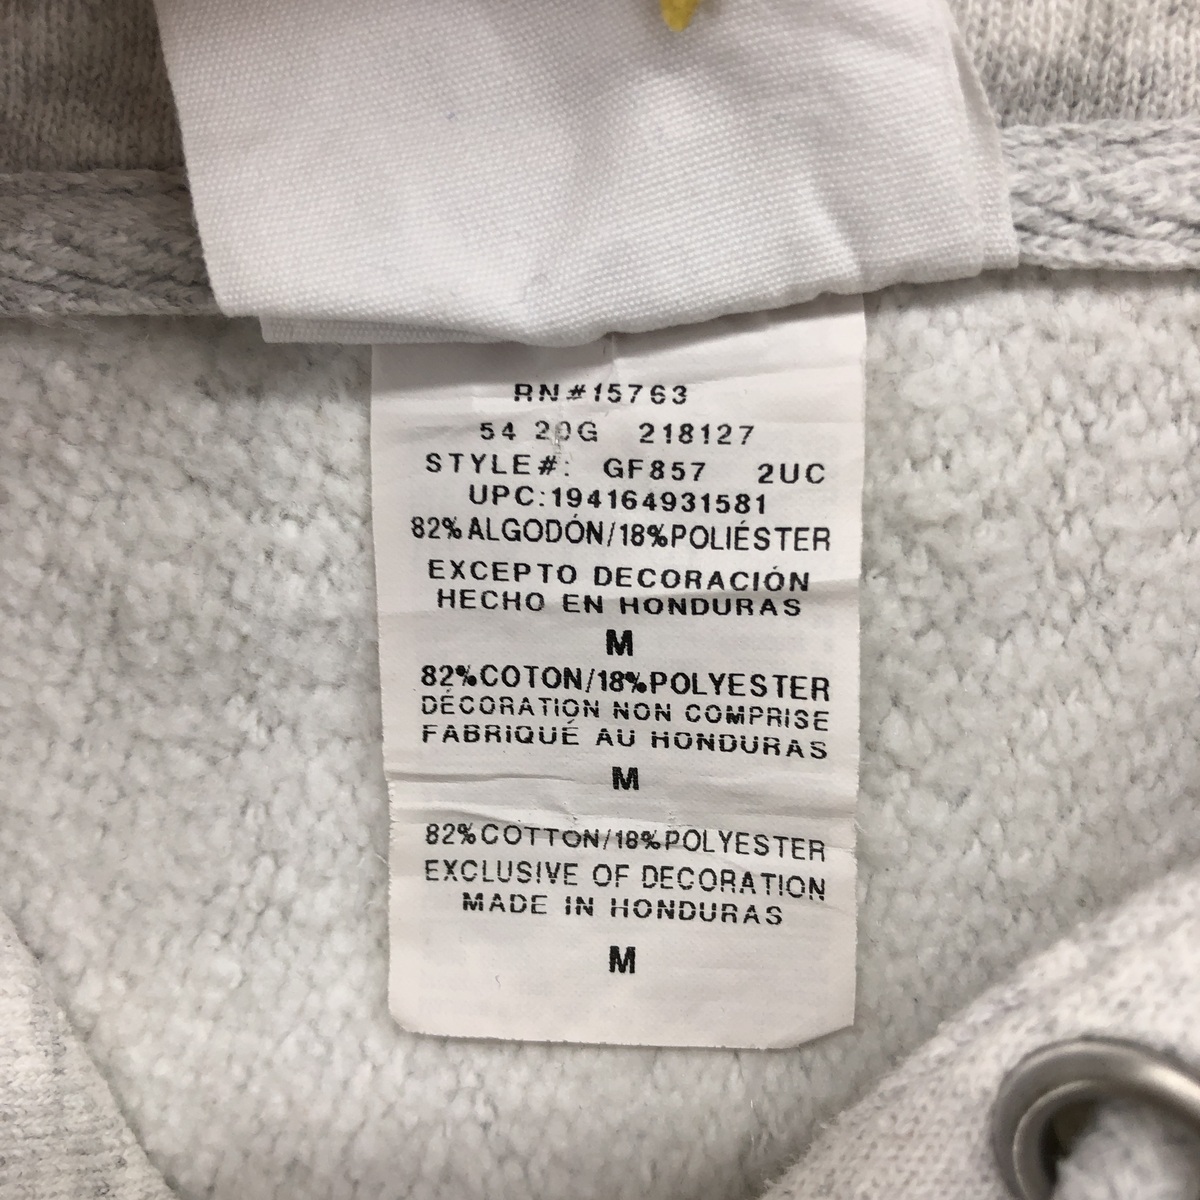 RN#15763
54 20G 218127
STYLE#: GF857 2UC
UPC:194164931581
82%ALGODÓN/18%POLIÉSTER
EXCEPTO DECORACIÓN
HECHO EN HONDURAS
M
82%COTON/18%POLYESTER
DÉCORATION NON COMPRISE
FABRIQUÉ AU HONDURAS
M
82%COTTON/18%POLYESTER
EXCLUSIVE OF DECORATION
MADE IN HONDURAS
M